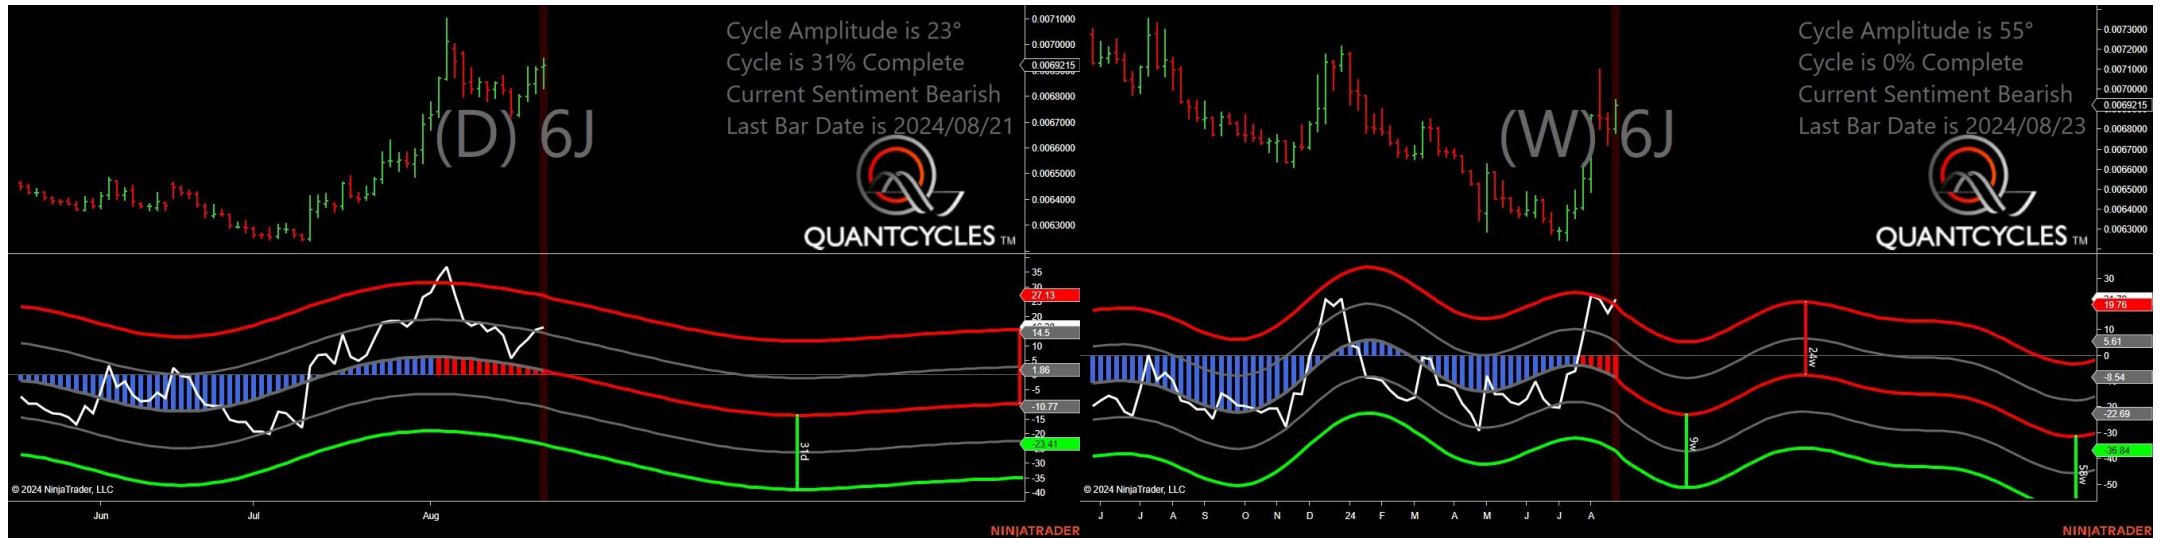 Cycle Amplitude is 23°
Cycle is 31% Complete
Current Sentiment Bearish
Last Bar Date is 2024/08/21
(D) 6J
QUANTCYCLES TM
0.0071000
0.0070000
0.0069215
0.0068000
0.0067000
0.0066000
0.0065000
0.0064000
0.0063000
35
27.13
20
14.5
10
5
1.86
-5
-10.77
-15
-20
-23.41
-30
-35
-40
31d
© 2024 NinjaTrader, LLC
Jun Jul Aug
NINJATRADER
Cycle Amplitude is 55°
Cycle is 0% Complete
Current Sentiment Bearish
Last Bar Date is 2024/08/23
(W) 6J
QUANTCYCLES TM
0.0073000
0.0072000
0.0071000
0.0070000
0.0069215
0.0068000
0.0067000
0.0066000
0.0065000
0.0064000
0.0063000
30
19.76
10
5.61
0
-8.54
-22.69
-30
-36.84
-40
-50
24w
9w
58w
© 2024 NinjaTrader, LLC
J J A S O N D 24 F M A M J J A
NINJATRADER